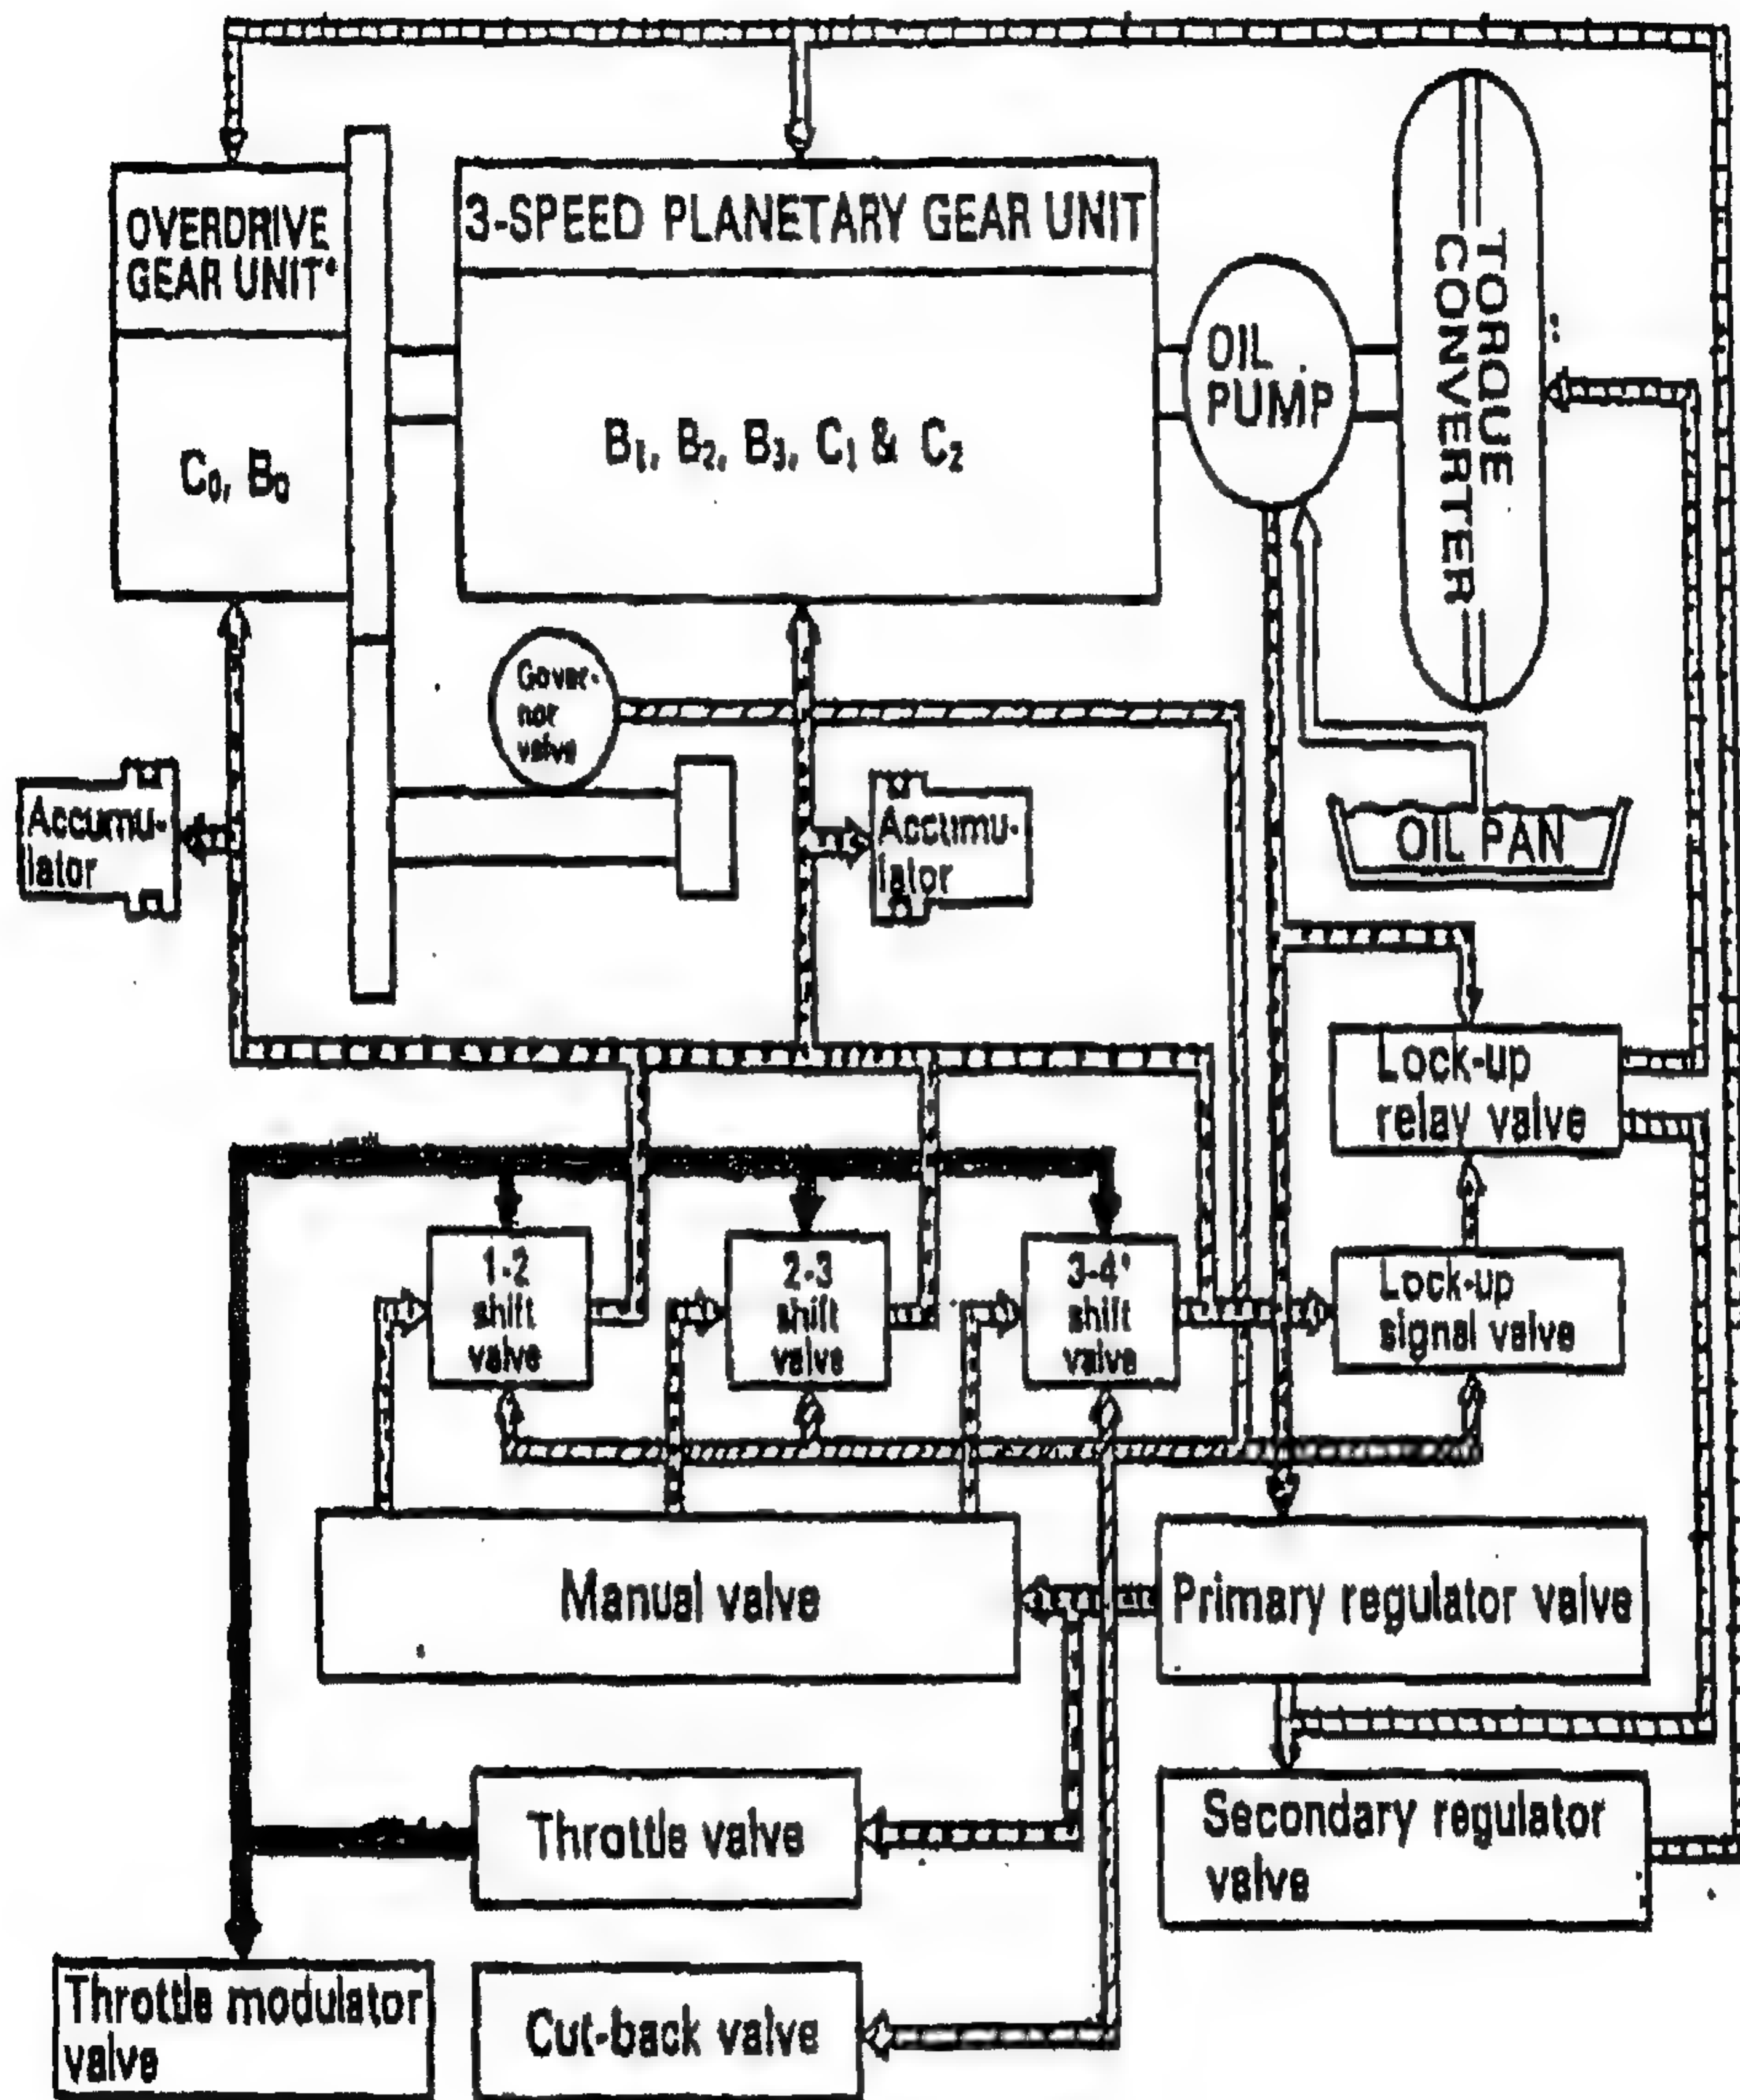 OVERDRIVE
GEAR UNIT*
C₀, B₀
3-SPEED PLANETARY GEAR UNIT
B₁, B₂, B₃, C₁ & C₂
OIL
PUMP
TORQUE
CONVERTER
Gover-
nor
valve
Accumu-
lator
Accumu-
lator
OIL PAN
Lock-up
relay valve
1-2
shift
valve
2-3
shift
valve
3-4*
shift
valve
Lock-up
signal valve
Manual valve
Primary regulator valve
Throttle valve
Secondary regulator
valve
Throttle modulator
valve
Cut-back valve